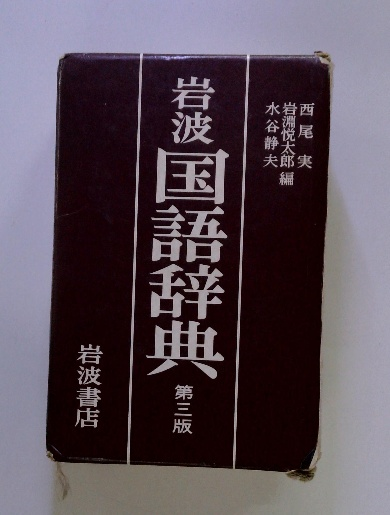 西尾実
岩淵悦太郎編
水谷静夫
岩波国語辞典第三版
岩波書店